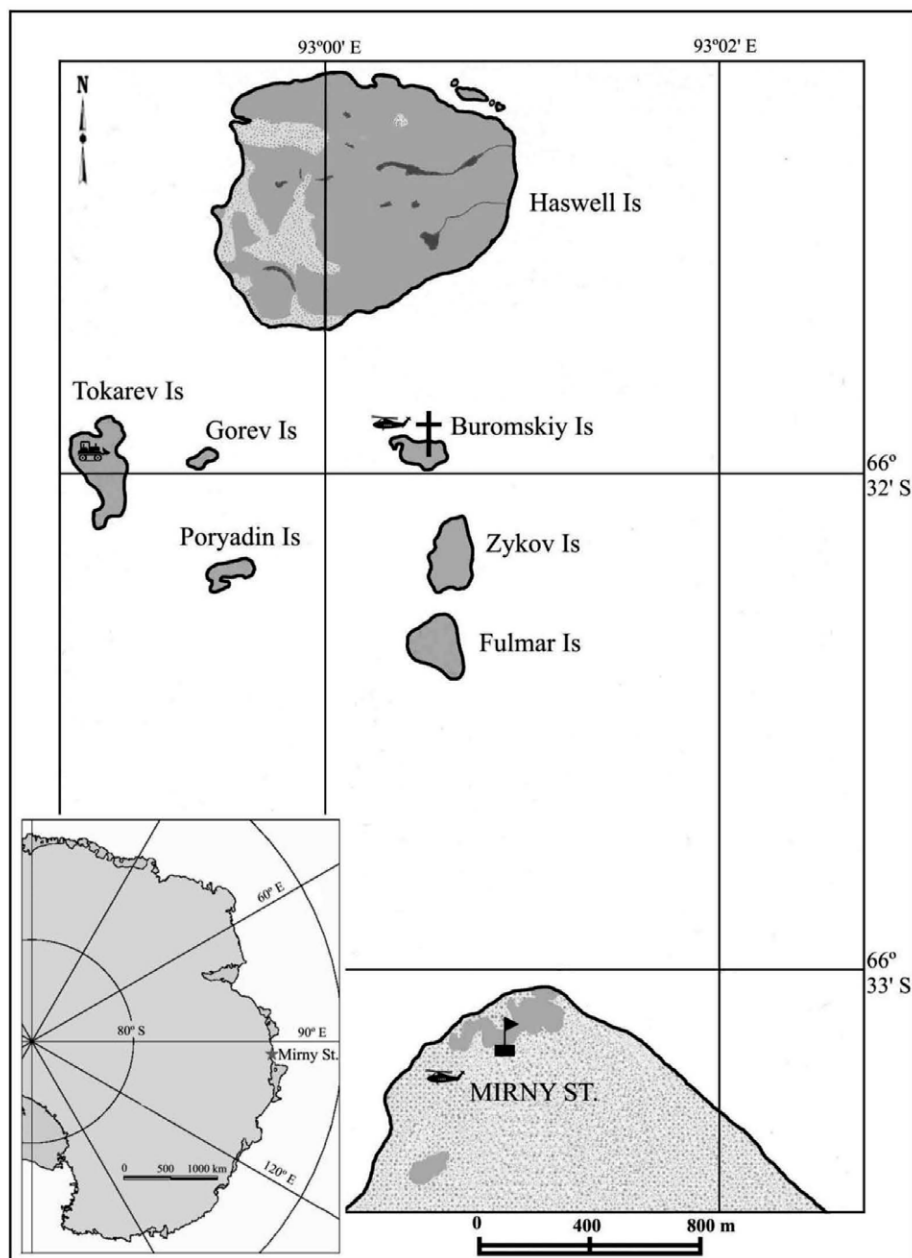 93°00' E
93°02' E
N
Haswell Is
Tokarev Is
Gorev Is
Buromskiy Is
66°
32' S
Poryadin Is
Zykov Is
Fulmar Is
66°
33' S
60° E
80° S
90° E
Mirny St.
120° E
0 500 1000 km
MIRNY ST.
0 400 800 m